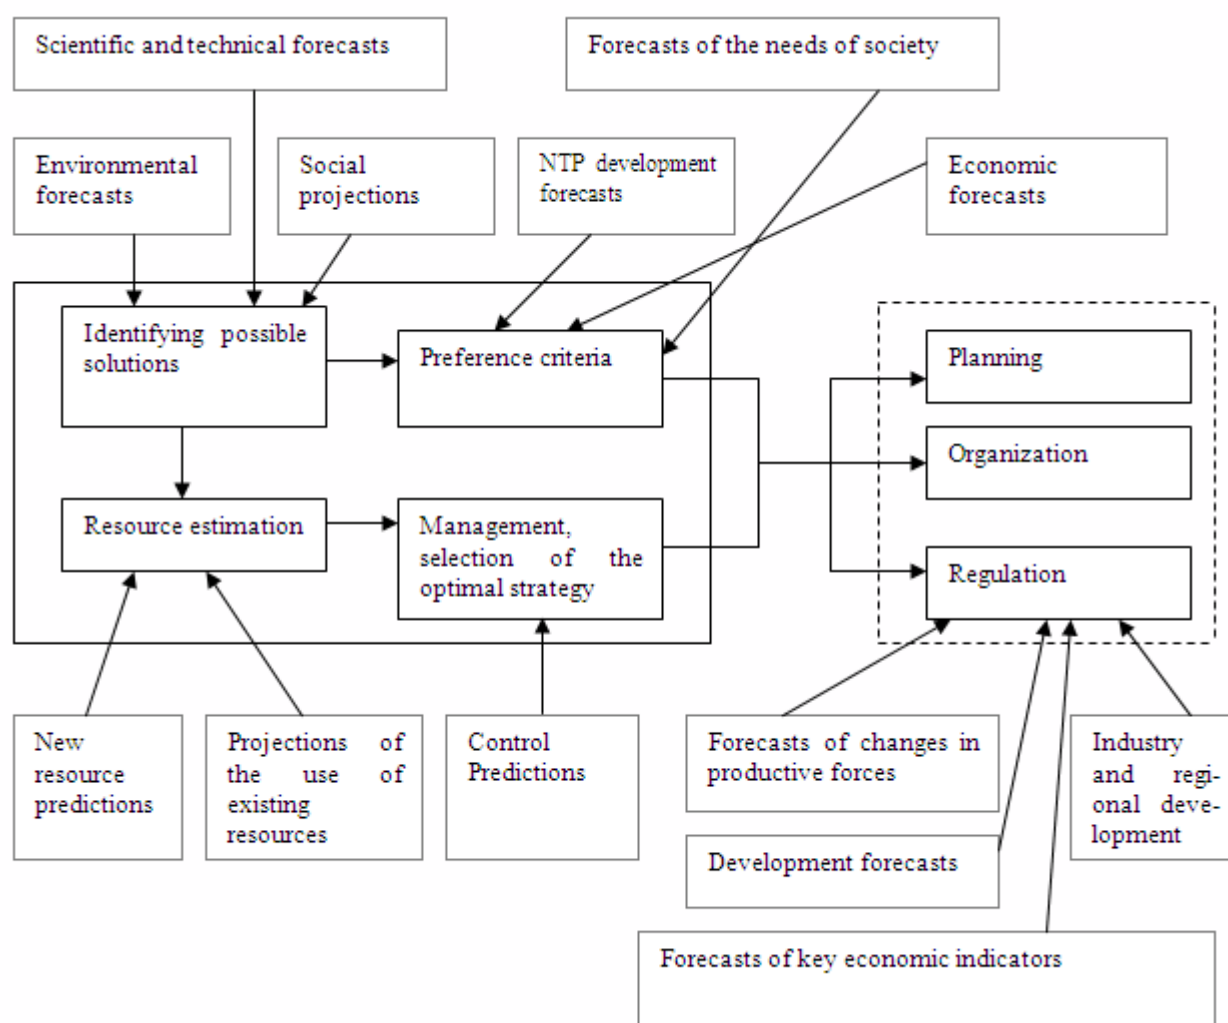 Scientific and technical forecasts
Forecasts of the needs of society
Environmental
forecasts
Social
projections
NTP development
forecasts
Economic
forecasts
Identifying possible
solutions
Preference criteria
Planning
Organization
Resource estimation
Management,
selection of the
optimal strategy
Regulation
New
resource
predictions
Projections of
the use of
existing
resources
Control
Predictions
Forecasts of changes in
productive forces
Industry
and regi-
onal deve-
lopment
Development forecasts
Forecasts of key economic indicators